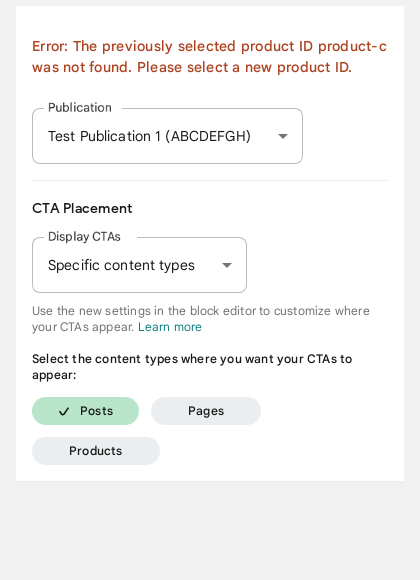 Error: The previously selected product ID product-c
was not found. Please select a new product ID.
Publication
Test Publication 1 (ABCDEFGH)
CTA Placement
Display CTAs
Specific content types
Use the new settings in the block editor to customize where
your CTAs appear. Learn more
Select the content types where you want your CTAs to
appear:
Posts
Pages
Products